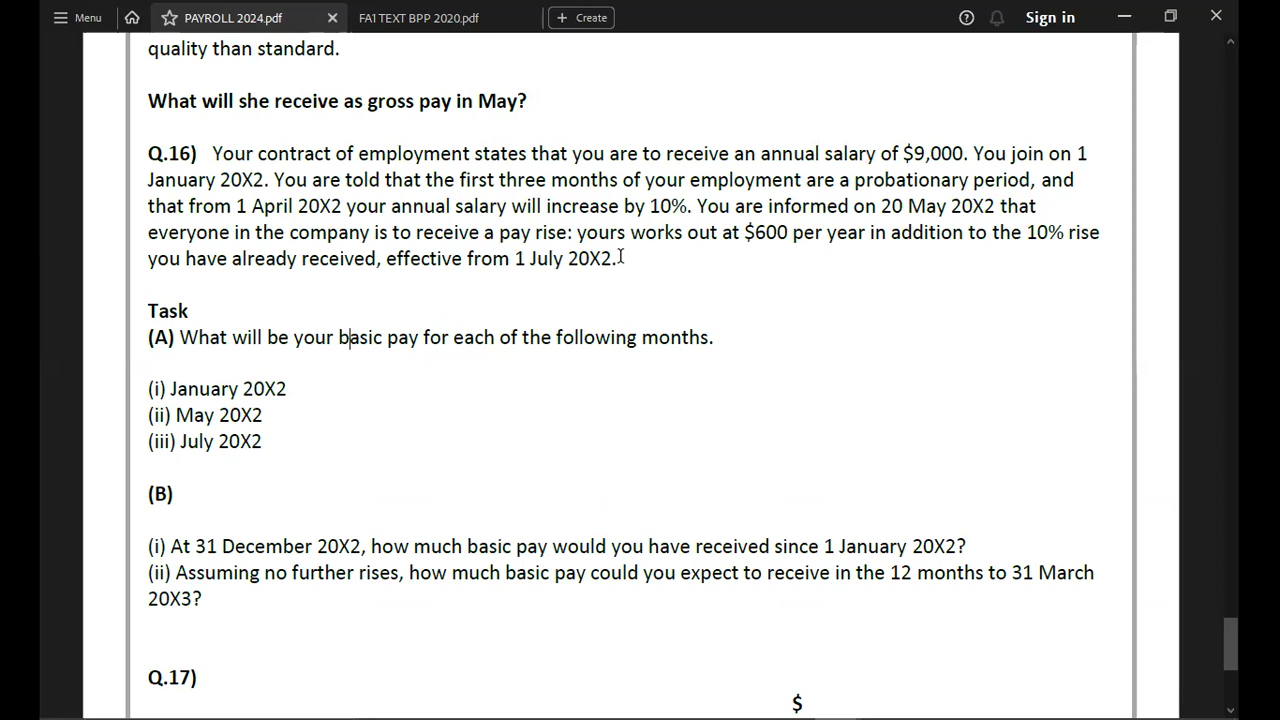 Menu
PAYROLL 2024.pdf
FA1 TEXT BPP 2020.pdf
Create
Sign in
quality than standard.
What will she receive as gross pay in May?
Q.16) Your contract of employment states that you are to receive an annual salary of $9,000. You join on 1
January 20X2. You are told that the first three months of your employment are a probationary period, and
that from 1 April 20X2 your annual salary will increase by 10%. You are informed on 20 May 20X2 that
everyone in the company is to receive a pay rise: yours works out at $600 per year in addition to the 10% rise
you have already received, effective from 1 July 20X2.
Task
(A) What will be your basic pay for each of the following months.
(i) January 20X2
(ii) May 20X2
(iii) July 20X2
(B)
(i) At 31 December 20X2, how much basic pay would you have received since 1 January 20X2?
(ii) Assuming no further rises, how much basic pay could you expect to receive in the 12 months to 31 March
20X3?
Q.17)
$